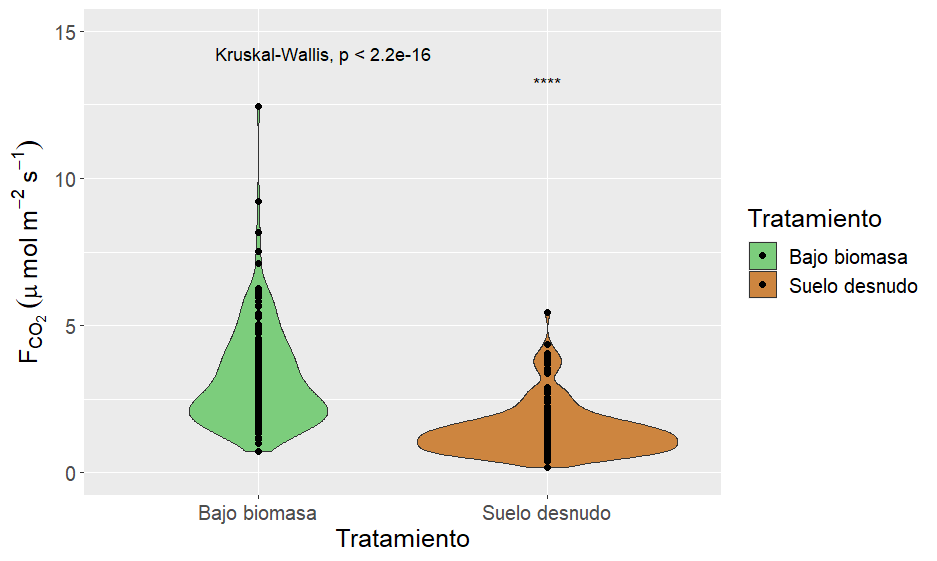 15
Kruskal-Wallis, p < 2.2e-16
****
10
5
0
F_CO₂ (μ mol m⁻² s⁻¹)
Bajo biomasa
Suelo desnudo
Tratamiento
Tratamiento
Bajo biomasa
Suelo desnudo